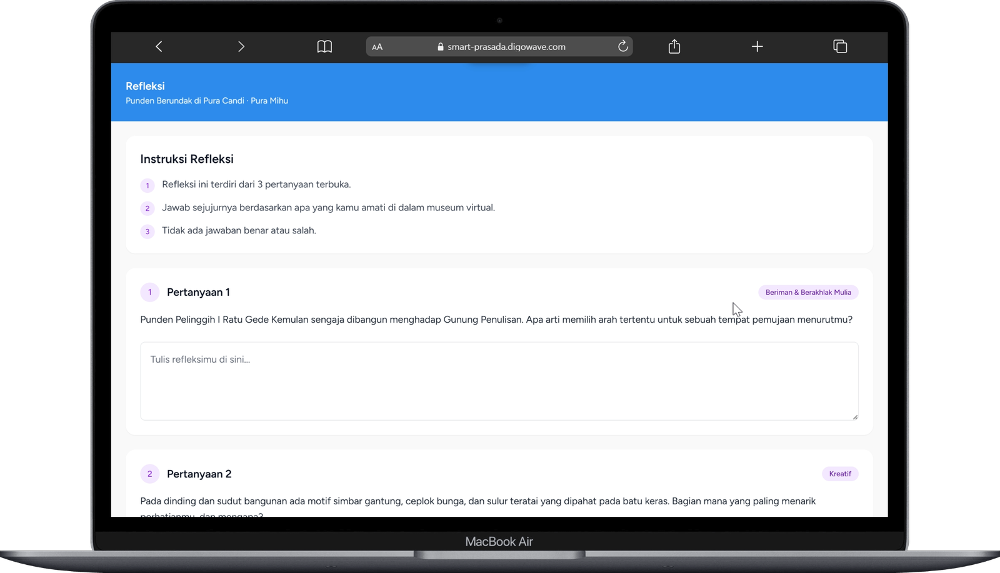 AA smart-prasada.diqowave.com
Refleksi
Punden Berundak di Pura Candi · Pura Mihu
Instruksi Refleksi
1 Refleksi ini terdiri dari 3 pertanyaan terbuka.
2 Jawab sejujurnya berdasarkan apa yang kamu amati di dalam museum virtual.
3 Tidak ada jawaban benar atau salah.
1 Pertanyaan 1 Beriman & Berakhlak Mulia
Punden Pelinggih I Ratu Gede Kemulan sengaja dibangun menghadap Gunung Penulisan. Apa arti memilih arah tertentu untuk sebuah tempat pemujaan menurutmu?
Tulis refleksimu di sini...
2 Pertanyaan 2 Kreatif
Pada dinding dan sudut bangunan ada motif simbar gantung, ceplok bunga, dan sulur teratai yang dipahat pada batu keras. Bagian mana yang paling menarik
perhatianmu, dan mengapa?
MacBook Air